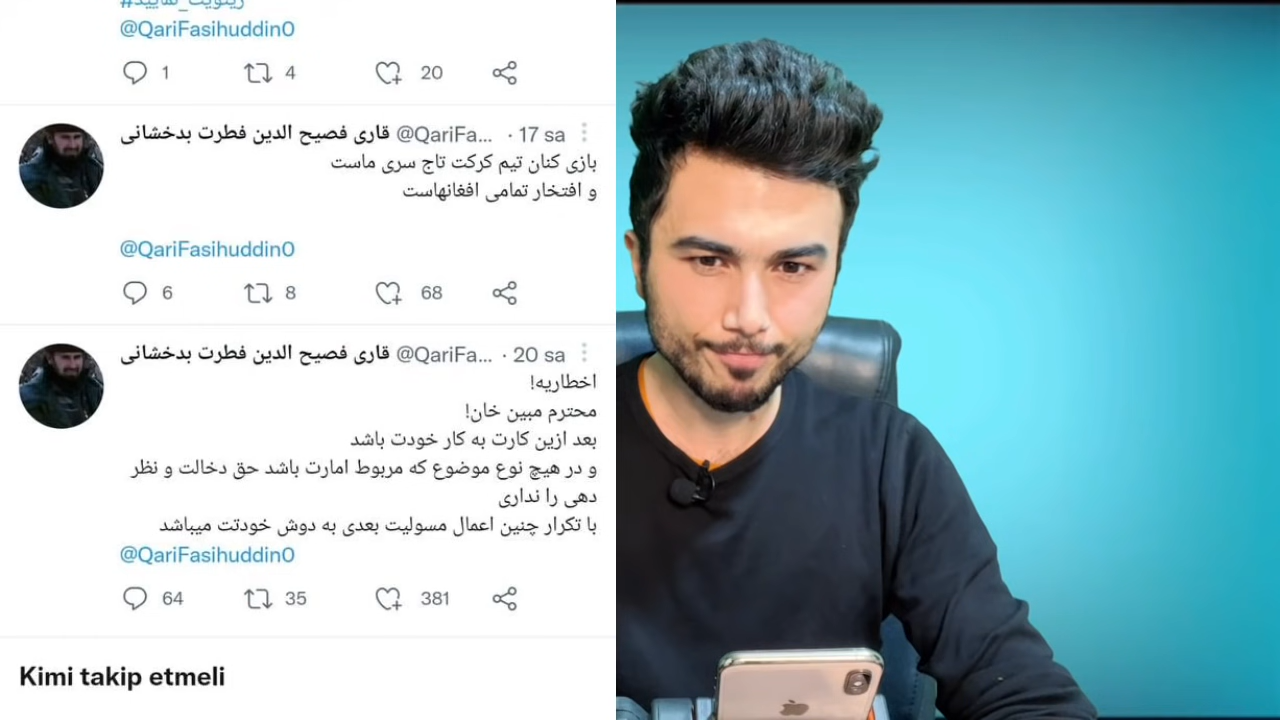 #ریتویت_نمایید
@QariFasihuddin0
1 4 20
قاری فصیح الدین فطرت بدخشانی @QariFa... · 17 sa
بازی کنان تیم کرکت تاج سری ماست
و افتخار تمامی افغانهاست
@QariFasihuddin0
6 8 68
قاری فصیح الدین فطرت بدخشانی @QariFa... · 20 sa
اخطاریه!
محترم مبین خان!
بعد ازین کارت به کار خودت باشد
و در هیچ نوع موضوع که مربوط امارت باشد حق دخالت و نظر
دهی را نداری
با تکرار چنین اعمال مسولیت بعدی به دوش خودتت میباشد
@QariFasihuddin0
64 35 381
Kimi takip etmeli